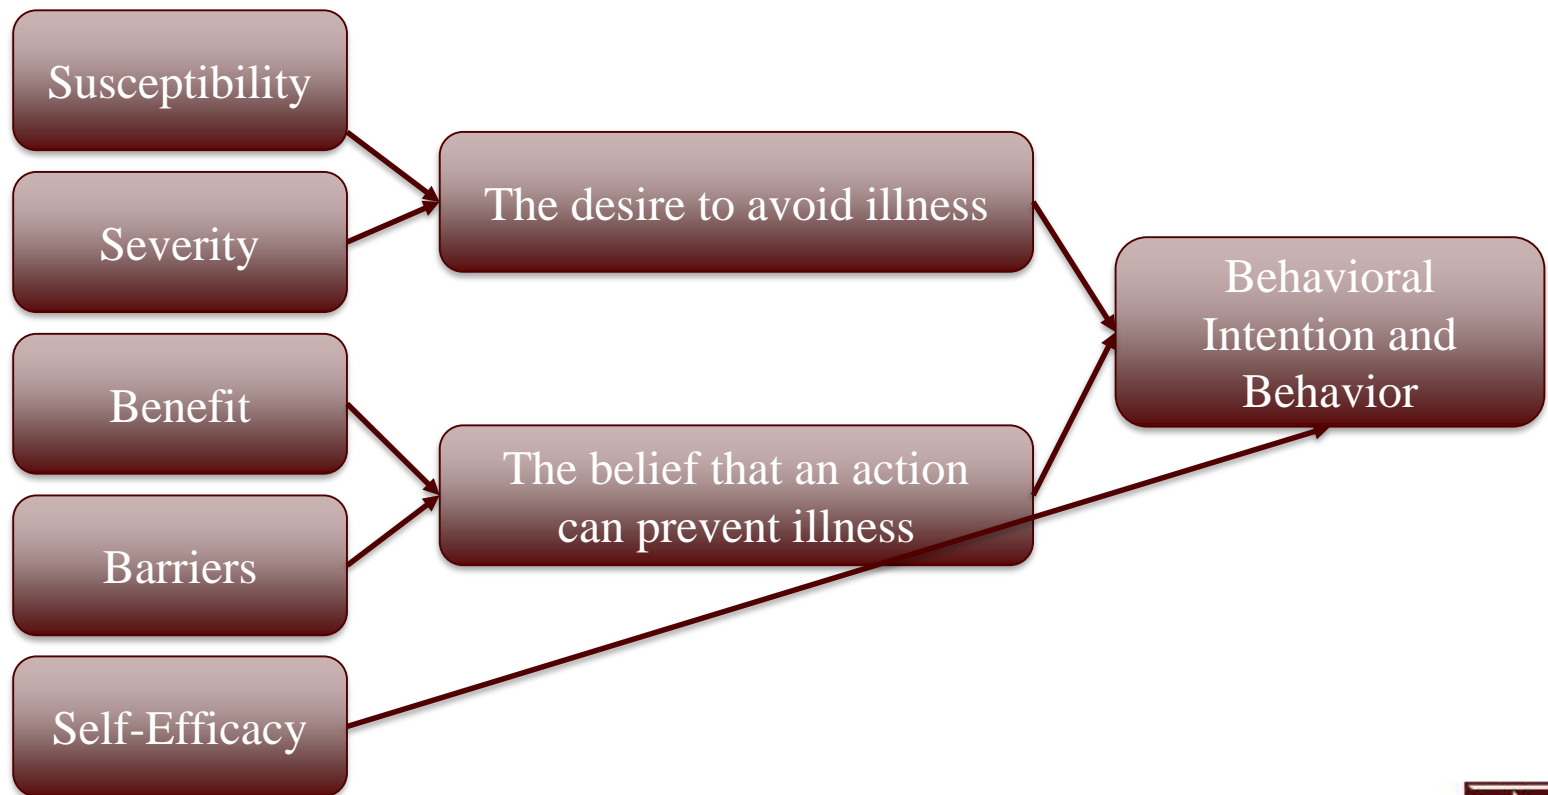 Susceptibility
Severity
Benefit
Barriers
Self-Efficacy
The desire to avoid illness
The belief that an action
can prevent illness
Behavioral
Intention and
Behavior